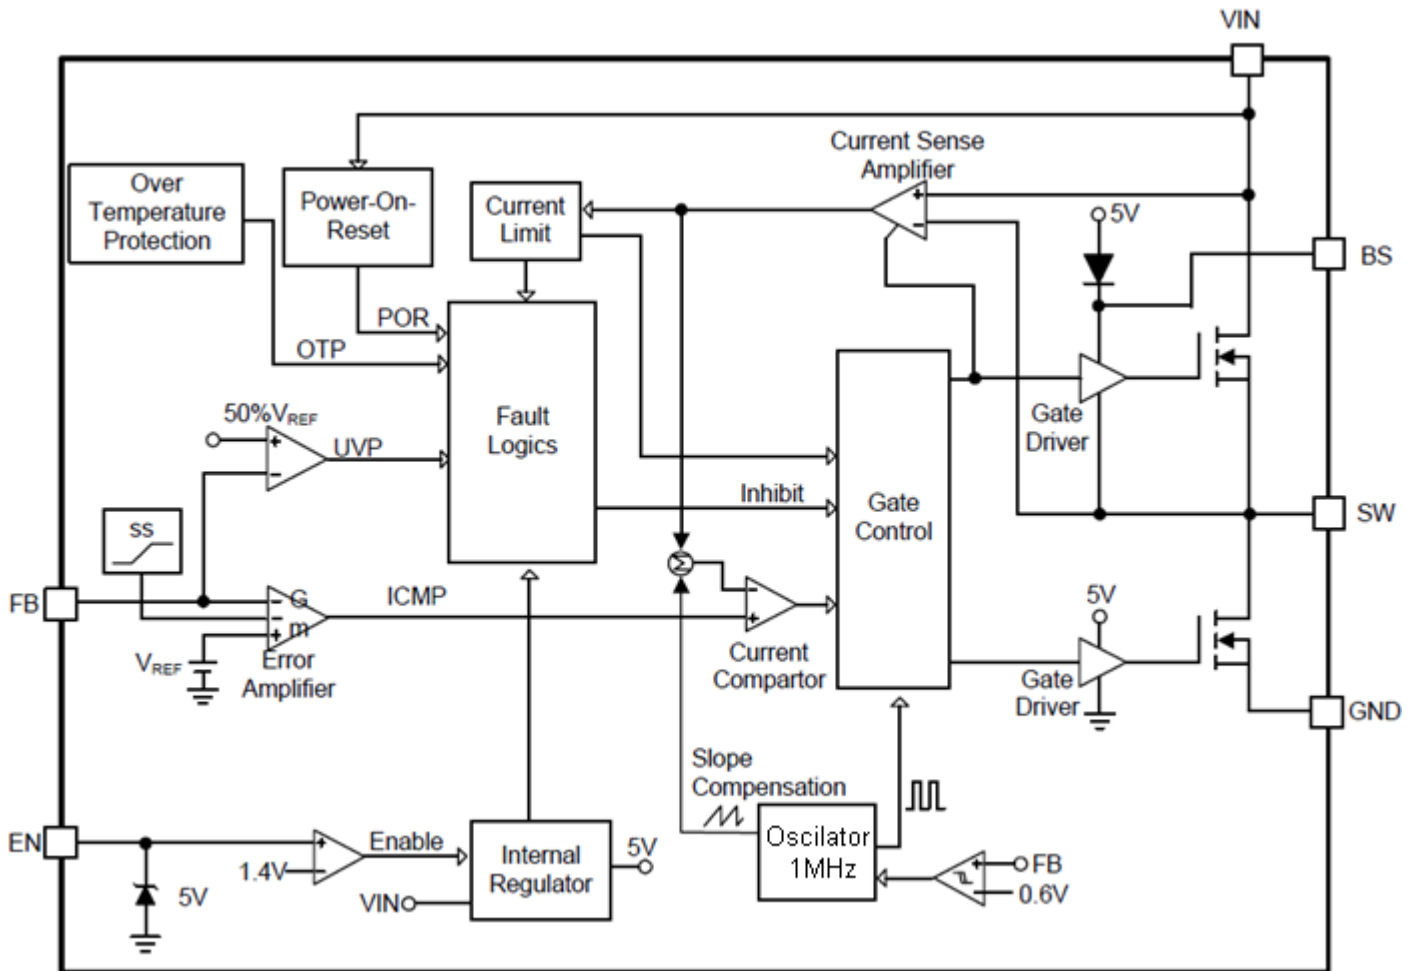 VIN
Current Sense
Amplifier
Over
Temperature
Protection
Power-On-
Reset
Current
Limit
+
−
5V
BS
POR
OTP
50%VREF
+
−
UVP
Fault
Logics
Gate
Driver
Inhibit
Gate
Control
SW
ss
FB
− G
−
+ m
ICMP
Σ
−
+
5V
VREF
Error
Amplifier
Current
Compartor
Gate
Driver
GND
Slope
Compensation
EN
+
1.4V−
Enable
Internal
Regulator
5V
Oscilator
1MHz
+ FB
− 0.6V
5V
VIN